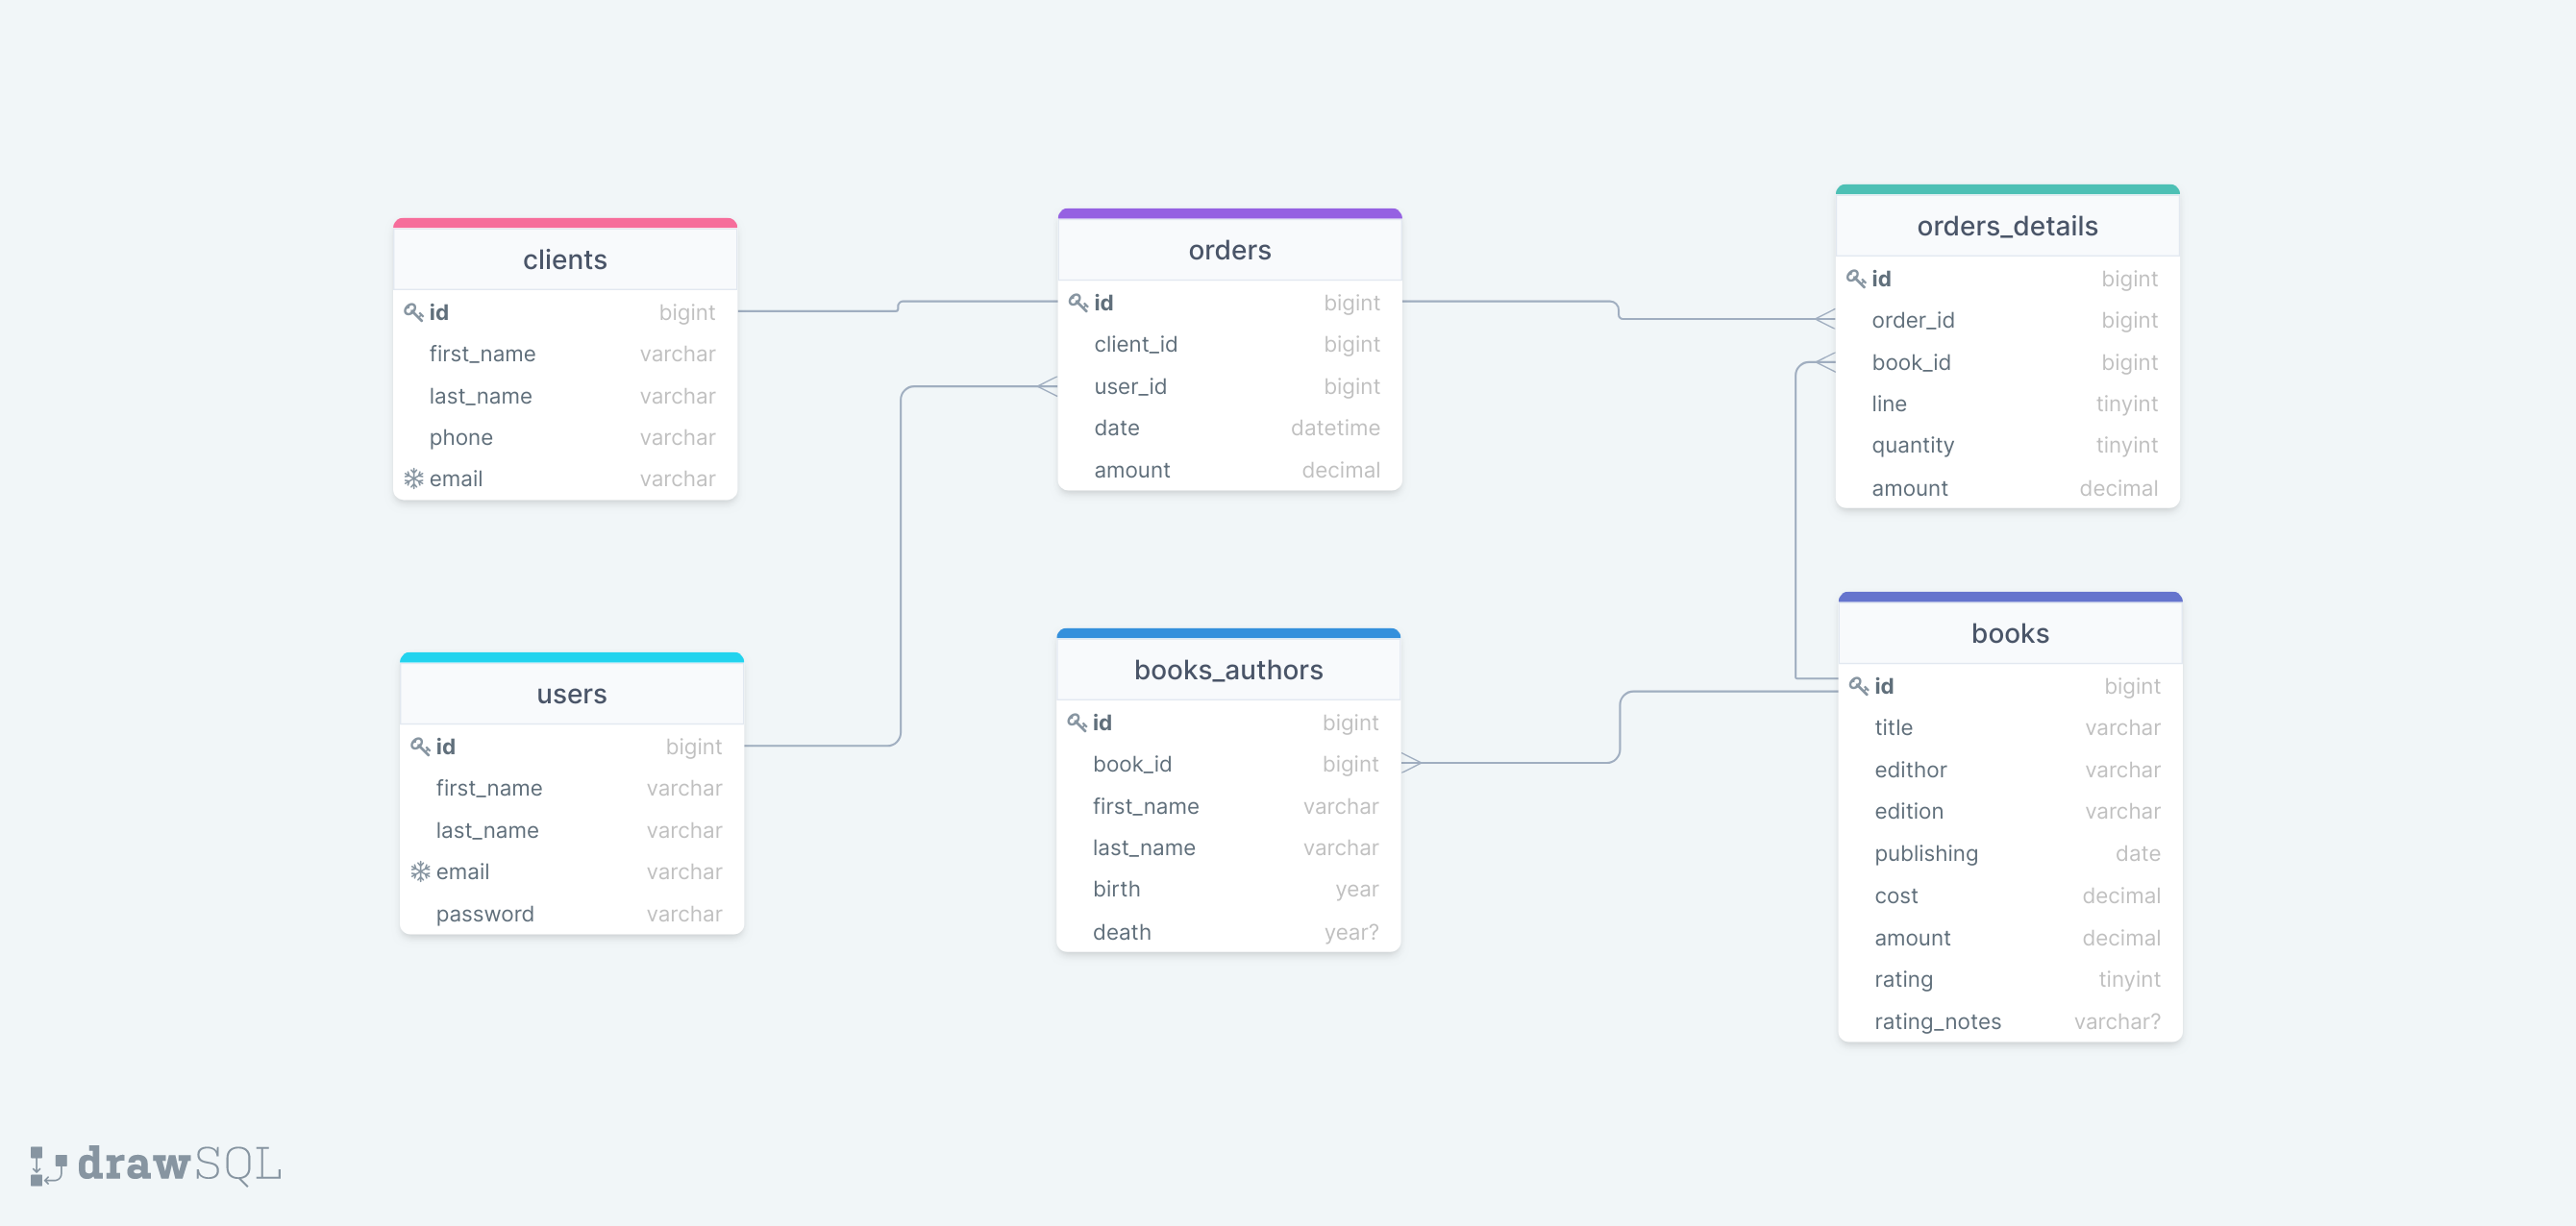 clients
id bigint
first_name varchar
last_name varchar
phone varchar
email varchar
orders
id bigint
client_id bigint
user_id bigint
date datetime
amount decimal
orders_details
id bigint
order_id bigint
book_id bigint
line tinyint
quantity tinyint
amount decimal
users
id bigint
first_name varchar
last_name varchar
email varchar
password varchar
books_authors
id bigint
book_id bigint
first_name varchar
last_name varchar
birth year
death year?
books
id bigint
title varchar
edithor varchar
edition varchar
publishing date
cost decimal
amount decimal
rating tinyint
rating_notes varchar?
drawSQL